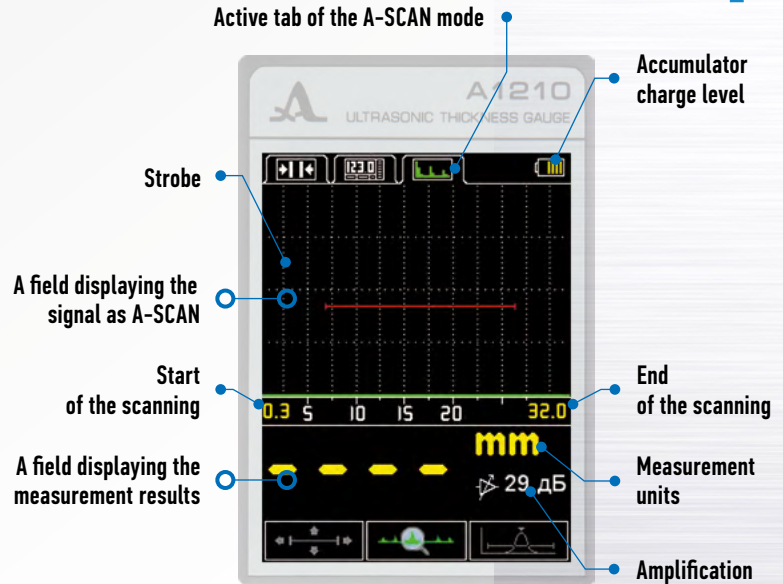 Active tab of the A-SCAN mode
Accumulator
charge level
A1210
ULTRASONIC THICKNESS GAUGE
123.0
Strobe
A field displaying the
signal as A-SCAN
Start
of the scanning
End
of the scanning
0.3 5 10 15 20 32.0
mm
A field displaying the
measurement results
- - - -
Measurement
units
29 дБ
Amplification